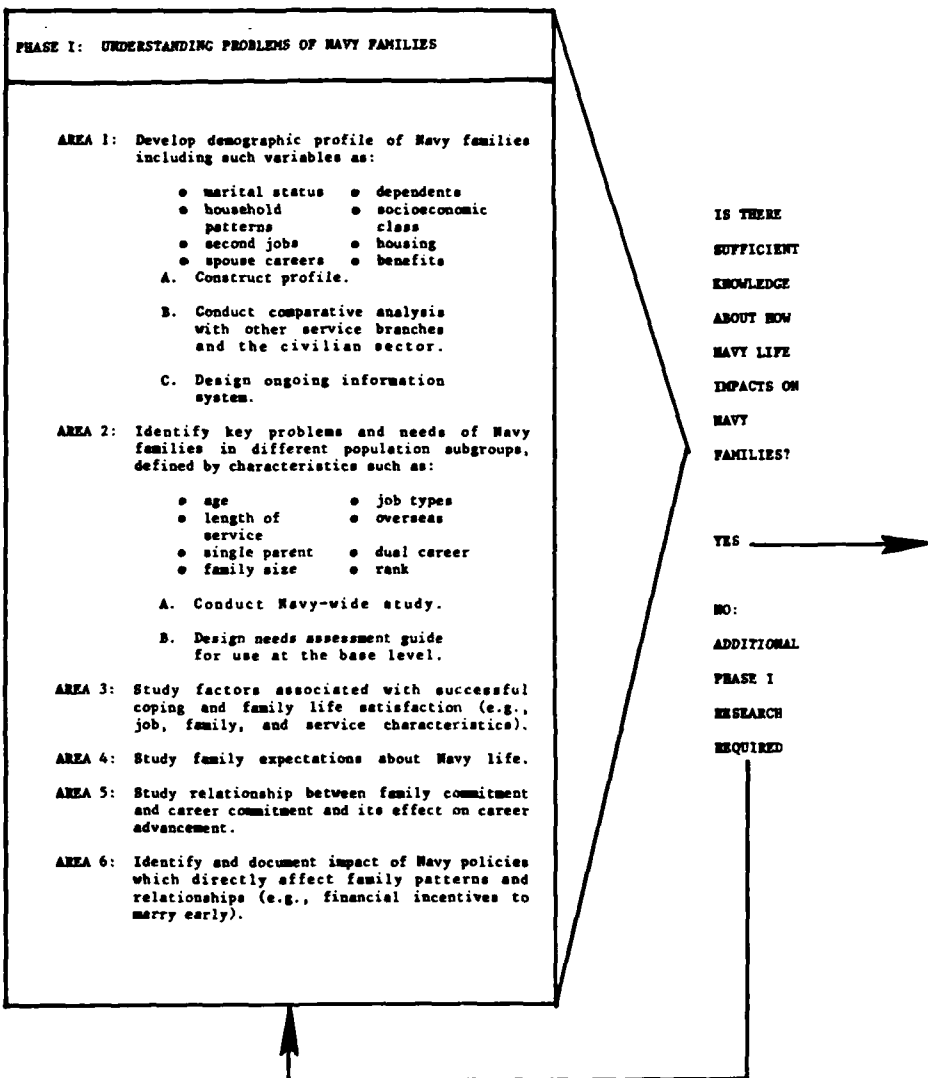 PHASE I: UNDERSTANDING PROBLEMS OF NAVY FAMILIES
AREA 1: Develop demographic profile of Navy families
including such variables as:
• marital status • dependents
• household • socioeconomic
patterns class
• second jobs • housing
• spouse careers • benefits
A. Construct profile.
B. Conduct comparative analysis
with other service branches
and the civilian sector.
C. Design ongoing information
system.
AREA 2: Identify key problems and needs of Navy
families in different population subgroups,
defined by characteristics such as:
• age • job types
• length of • overseas
service
• single parent • dual career
• family size • rank
A. Conduct Navy-wide study.
B. Design needs assessment guide
for use at the base level.
AREA 3: Study factors associated with successful
coping and family life satisfaction (e.g.,
job, family, and service characteristics).
AREA 4: Study family expectations about Navy life.
AREA 5: Study relationship between family commitment
and career commitment and its effect on career
advancement.
AREA 6: Identify and document impact of Navy policies
which directly affect family patterns and
relationships (e.g., financial incentives to
marry early).
IS THERE
SUFFICIENT
KNOWLEDGE
ABOUT HOW
NAVY LIFE
IMPACTS ON
NAVY
FAMILIES?
YES
NO:
ADDITIONAL
PHASE I
RESEARCH
REQUIRED